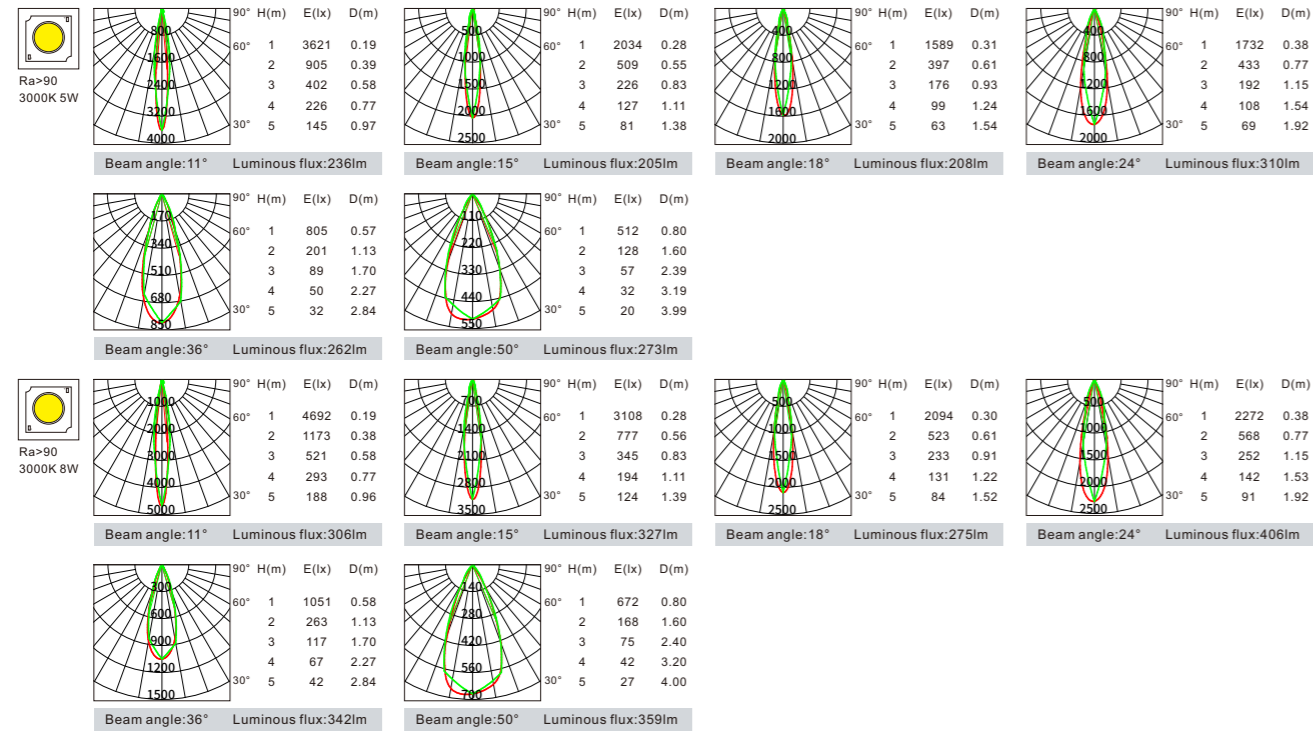 Ra>90
3000K 5W
90° H(m) E(lx) D(m)
800
60° 1 3621 0.19
1600
2 905 0.39
2400
3 402 0.58
3200
4 226 0.77
30° 5 145 0.97
4000
Beam angle:11° Luminous flux:236lm
90° H(m) E(lx) D(m)
500
60° 1 2034 0.28
1000
2 509 0.55
1500
3 226 0.83
2000
4 127 1.11
30° 5 81 1.38
2500
Beam angle:15° Luminous flux:205lm
90° H(m) E(lx) D(m)
400
60° 1 1589 0.31
800
2 397 0.61
1200
3 176 0.93
1600
4 99 1.24
30° 5 63 1.54
2000
Beam angle:18° Luminous flux:208lm
90° H(m) E(lx) D(m)
400
60° 1 1732 0.38
800
2 433 0.77
1200
3 192 1.15
1600
4 108 1.54
30° 5 69 1.92
2000
Beam angle:24° Luminous flux:310lm
90° H(m) E(lx) D(m)
170
60° 1 805 0.57
340
2 201 1.13
510
3 89 1.70
680
4 50 2.27
30° 5 32 2.84
850
Beam angle:36° Luminous flux:262lm
90° H(m) E(lx) D(m)
110
60° 1 512 0.80
220
2 128 1.60
330
3 57 2.39
440
4 32 3.19
30° 5 20 3.99
550
Beam angle:50° Luminous flux:273lm
Ra>90
3000K 8W
90° H(m) E(lx) D(m)
1000
60° 1 4692 0.19
2000
2 1173 0.38
3000
3 521 0.58
4000
4 293 0.77
30° 5 188 0.96
5000
Beam angle:11° Luminous flux:306lm
90° H(m) E(lx) D(m)
700
60° 1 3108 0.28
1400
2 777 0.56
2100
3 345 0.83
2800
4 194 1.11
30° 5 124 1.39
3500
Beam angle:15° Luminous flux:327lm
90° H(m) E(lx) D(m)
500
60° 1 2094 0.30
1000
2 523 0.61
1500
3 233 0.91
2000
4 131 1.22
30° 5 84 1.52
2500
Beam angle:18° Luminous flux:275lm
90° H(m) E(lx) D(m)
500
60° 1 2272 0.38
1000
2 568 0.77
1500
3 252 1.15
2000
4 142 1.53
30° 5 91 1.92
2500
Beam angle:24° Luminous flux:406lm
90° H(m) E(lx) D(m)
300
60° 1 1051 0.58
600
2 263 1.13
900
3 117 1.70
1200
4 67 2.27
30° 5 42 2.84
1500
Beam angle:36° Luminous flux:342lm
90° H(m) E(lx) D(m)
140
60° 1 672 0.80
280
2 168 1.60
420
3 75 2.40
560
4 42 3.20
30° 5 27 4.00
700
Beam angle:50° Luminous flux:359lm